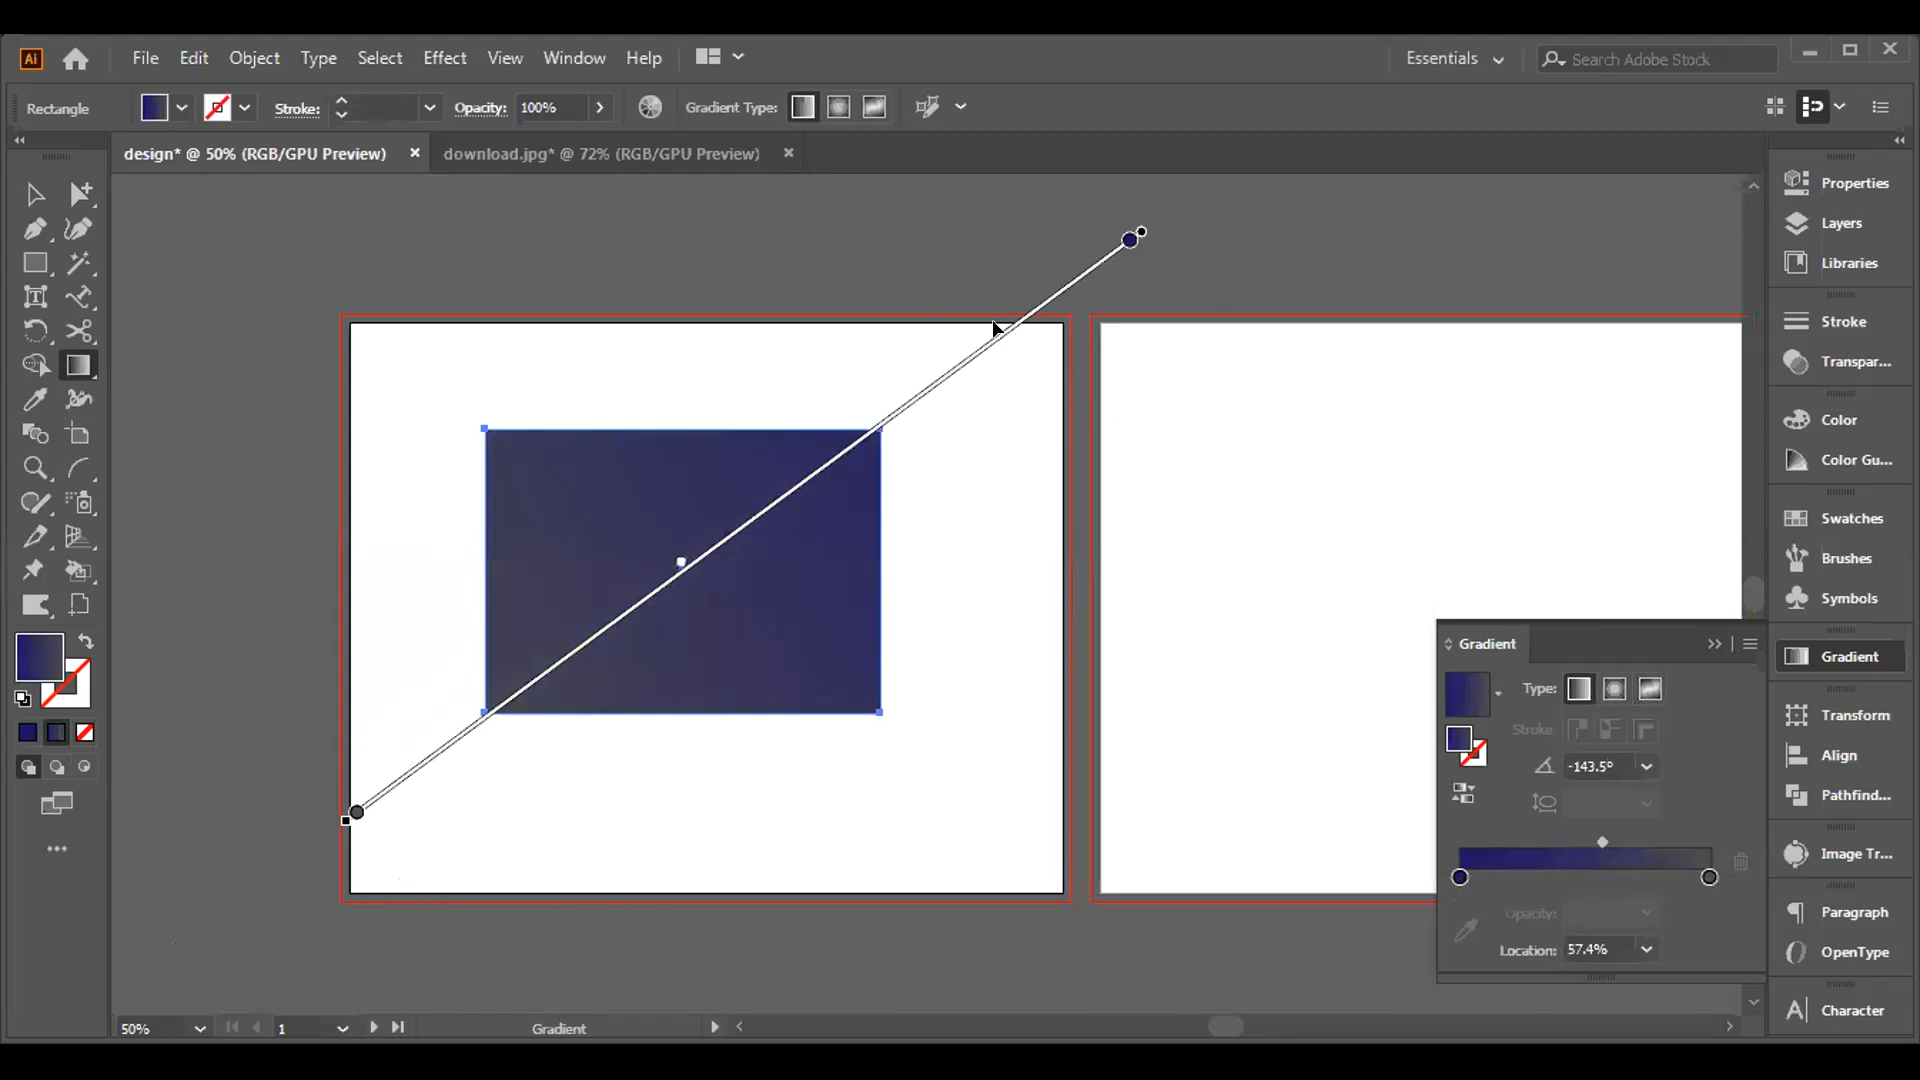 Ai File Edit Object Type Select Effect View Window Help Essentials Search Adobe Stock
Rectangle Stroke: Opacity: 100% Gradient Type:
design* @ 50% (RGB/GPU Preview) × download.jpg* @ 72% (RGB/GPU Preview) ×
Properties
Layers
Libraries
Stroke
Transpar...
Color
Color Gu...
Swatches
Brushes
Symbols
Gradient
Transform
Align
Pathfind...
Image Tr...
Paragraph
OpenType
Character
Gradient
Type:
Stroke
-143.5°
Opacity:
Location: 57.4%
50% 1 Gradient